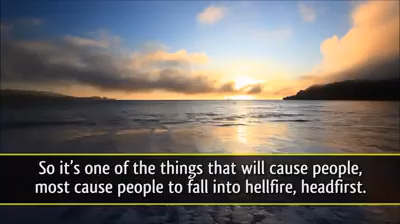 So it's one of the things that will cause people,
most cause people to fall into hellfire, headfirst.